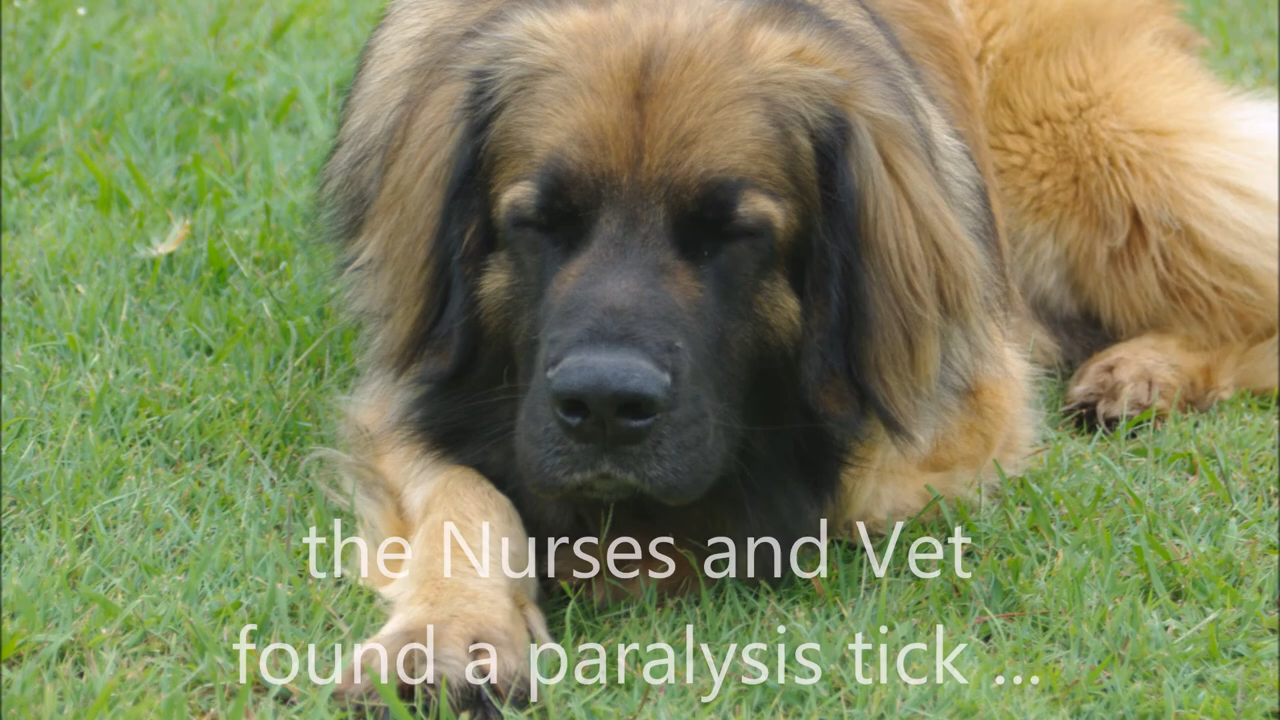 the Nurses and Vet
found a paralysis tick ...